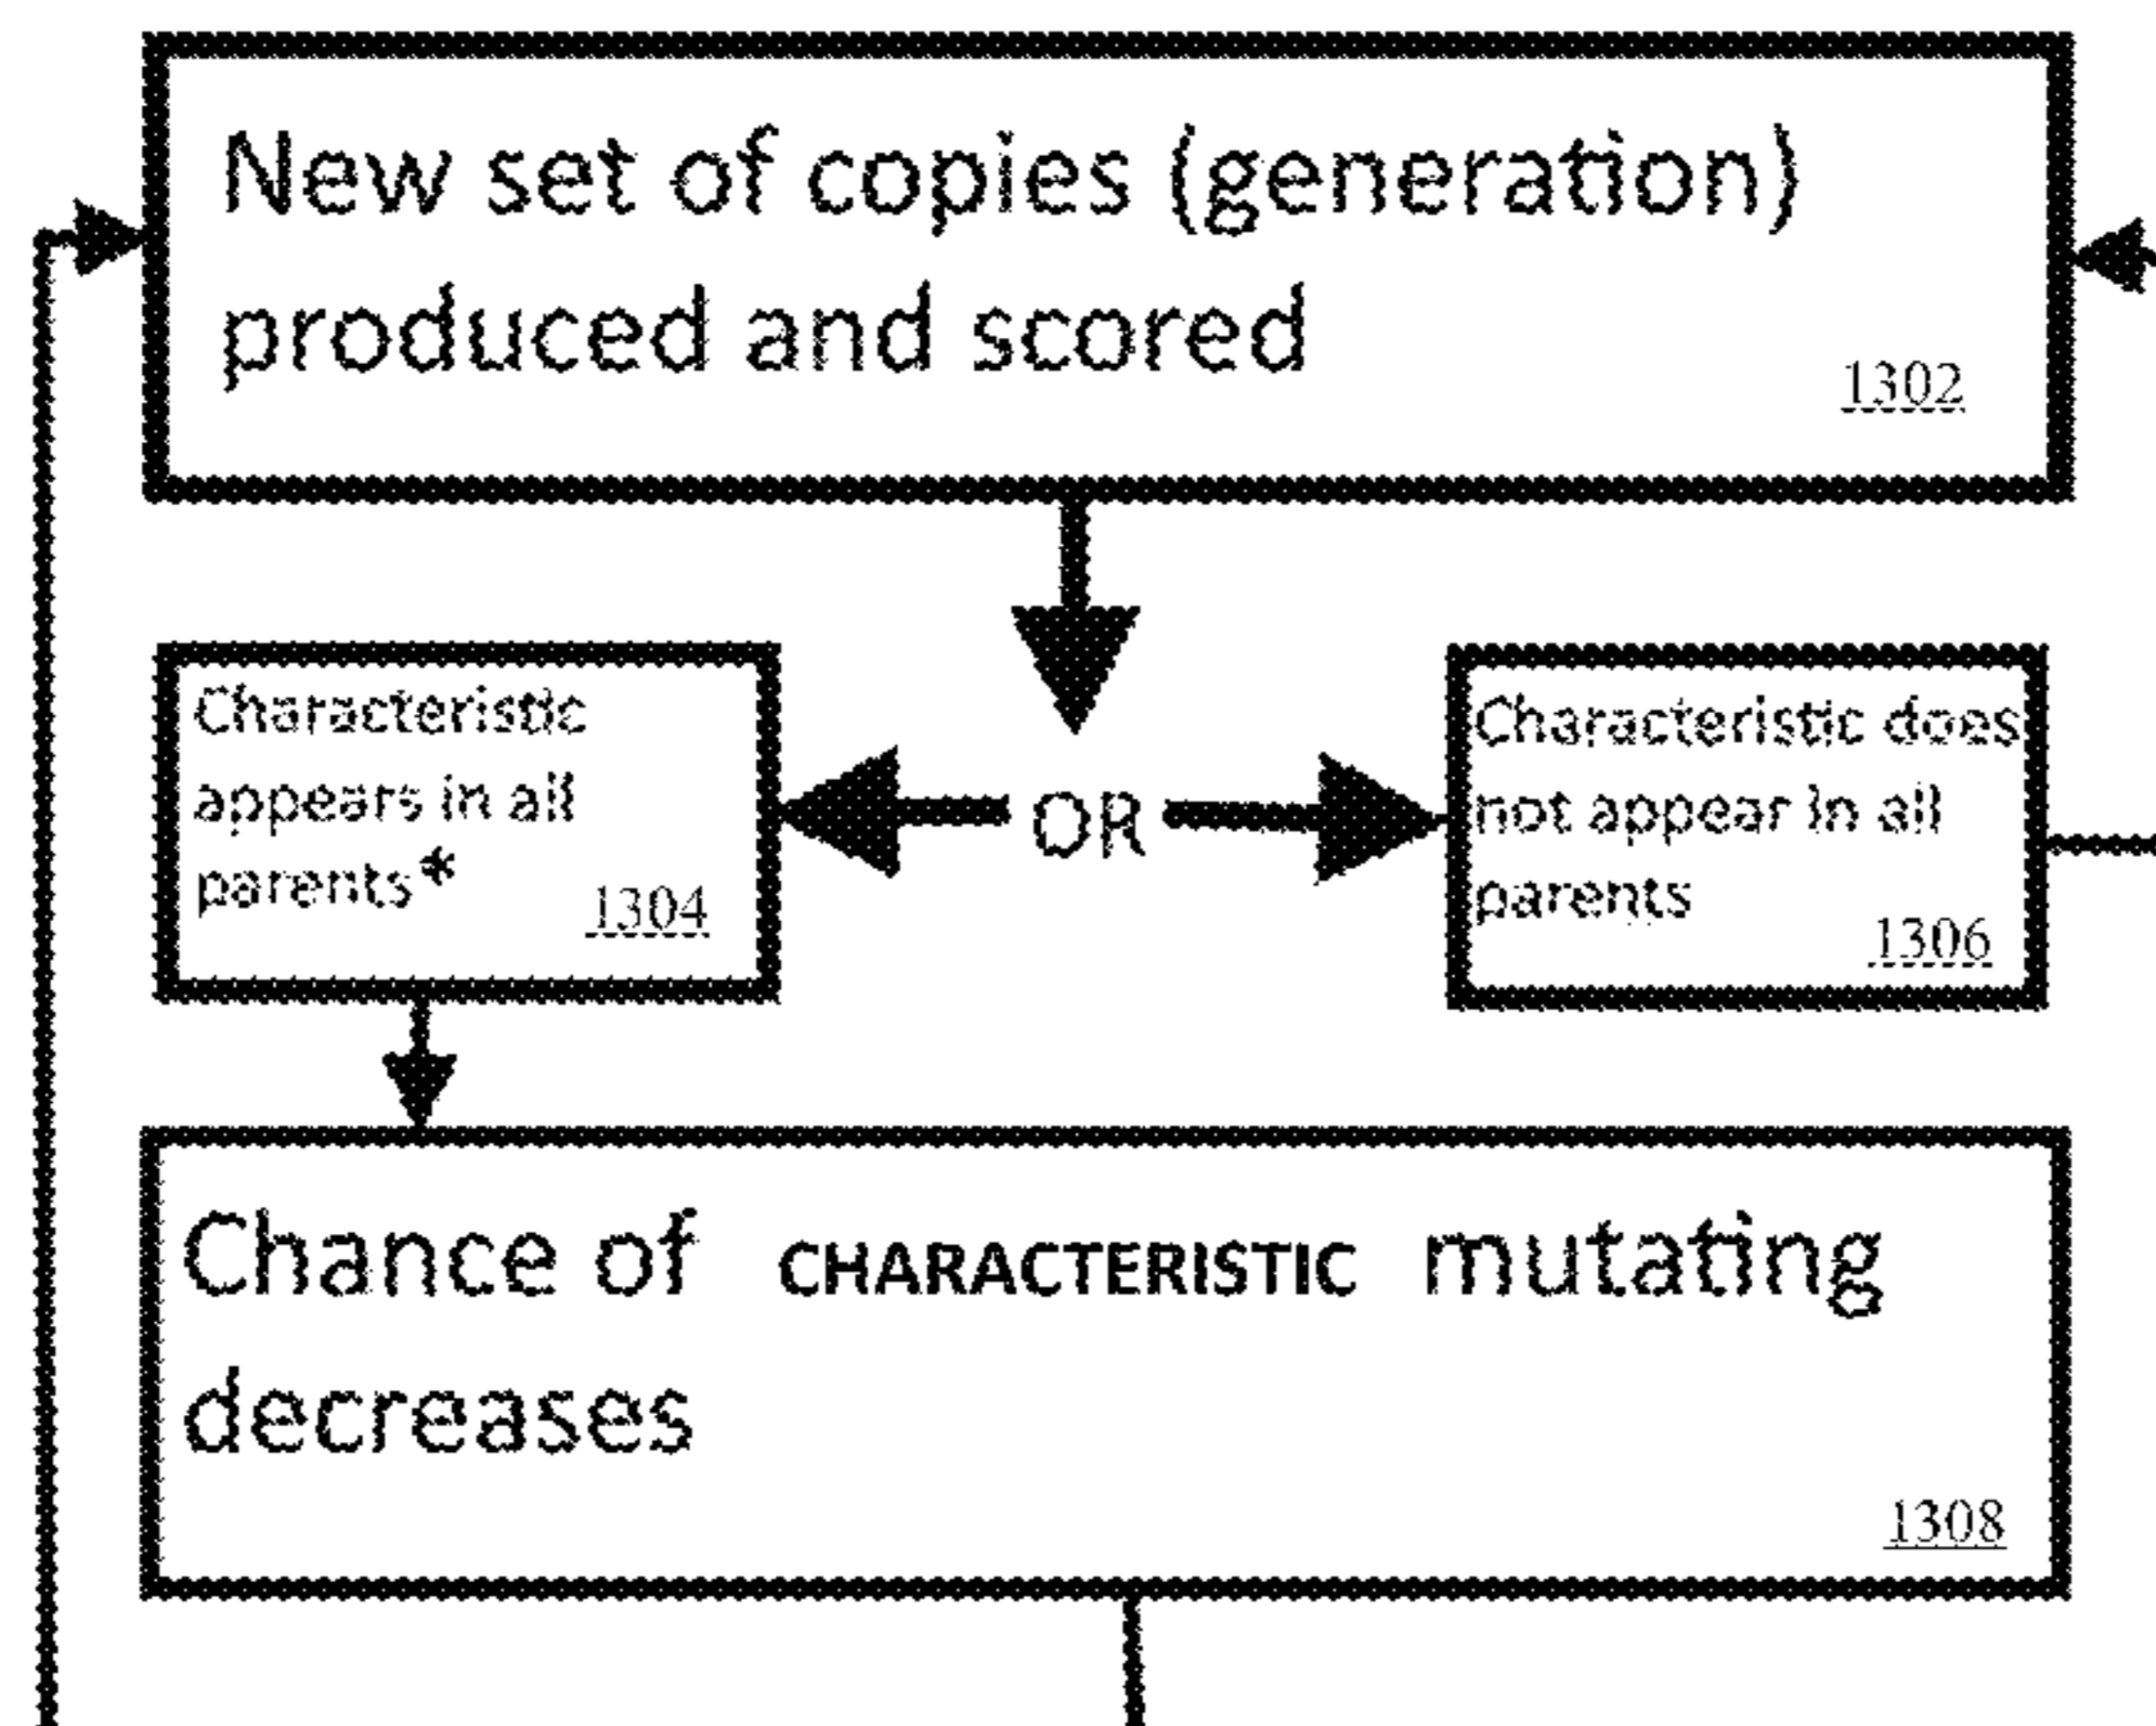 New set of copies (generation)
produced and scored
1302
Characteristic
appears in all
parents*
1304
OR
Characteristic does
not appear in all
parents
1306
Chance of CHARACTERISTIC mutating
decreases
1308